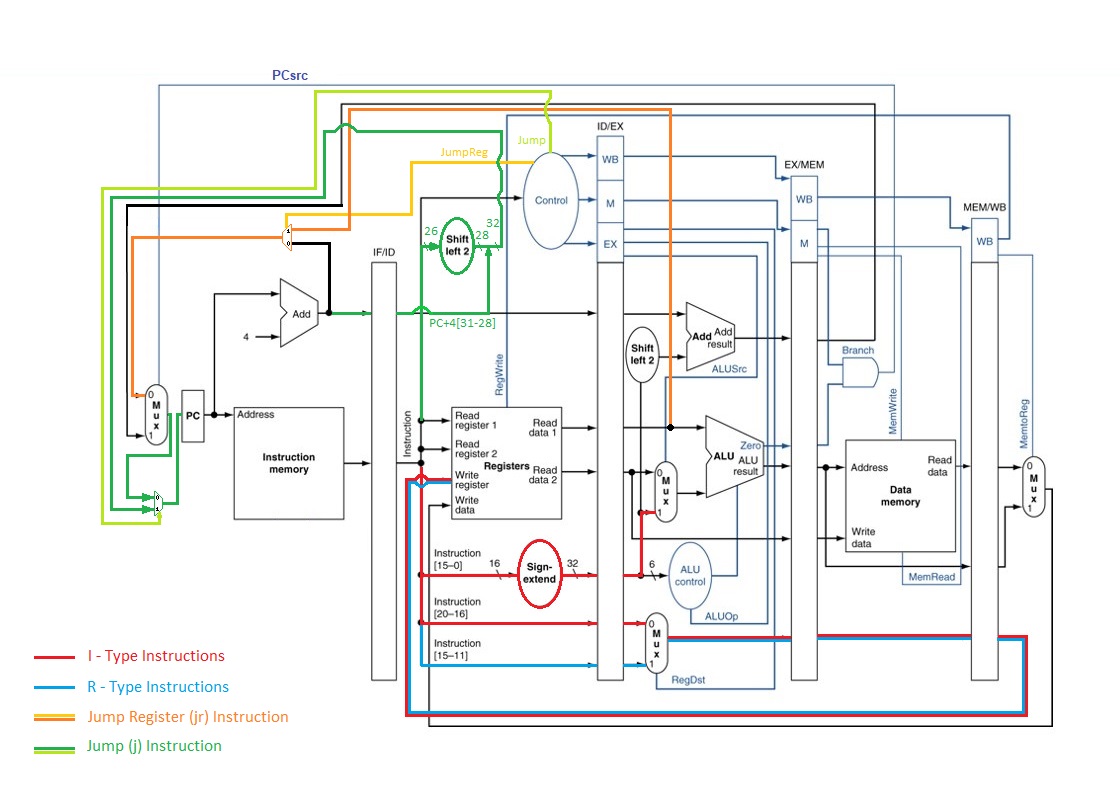 PCsrc
Jump
JumpReg
ID/EX
WB
M
EX
Control
EX/MEM
WB
M
MEM/WB
WB
26
Shift
left 2
28
32
1
0
IF/ID
Add
4
PC+4[31-28]
RegWrite
Shift
left 2
Add
Add
result
ALUSrc
Branch
MemWrite
MemtoReg
0
M
u
x
1
PC
Address
Instruction
memory
Instruction
Read
register 1
Read
register 2
Write
register
Write
data
Registers
Read
data 1
Read
data 2
0
M
u
x
1
ALU
Zero
ALU
result
Address
Read
data
Data
memory
Write
data
MemRead
0
M
u
x
1
0
1
Instruction
[15–0]
16
Sign-
extend
32
6
ALU
control
ALUOp
Instruction
[20–16]
Instruction
[15–11]
0
M
u
x
1
RegDst
I - Type Instructions
R - Type Instructions
Jump Register (jr) Instruction
Jump (j) Instruction